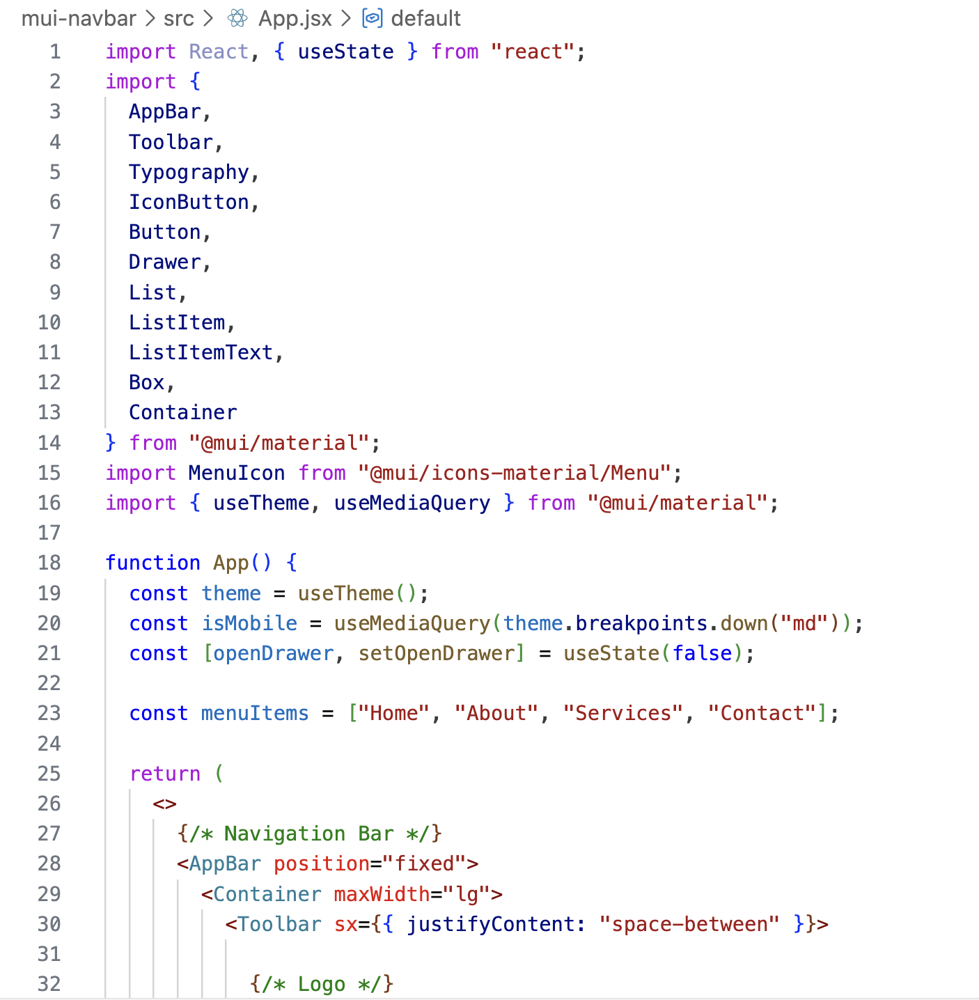 mui-navbar > src > App.jsx > default
1 import React, { useState } from "react";
2 import {
3   AppBar,
4   Toolbar,
5   Typography,
6   IconButton,
7   Button,
8   Drawer,
9   List,
10   ListItem,
11   ListItemText,
12   Box,
13   Container
14 } from "@mui/material";
15 import MenuIcon from "@mui/icons-material/Menu";
16 import { useTheme, useMediaQuery } from "@mui/material";
17
18 function App() {
19   const theme = useTheme();
20   const isMobile = useMediaQuery(theme.breakpoints.down("md"));
21   const [openDrawer, setOpenDrawer] = useState(false);
22
23   const menuItems = ["Home", "About", "Services", "Contact"];
24
25   return (
26     <>
27       {/* Navigation Bar */}
28       <AppBar position="fixed">
29         <Container maxWidth="lg">
30           <Toolbar sx={{ justifyContent: "space-between" }}>
31
32             {/* Logo */}